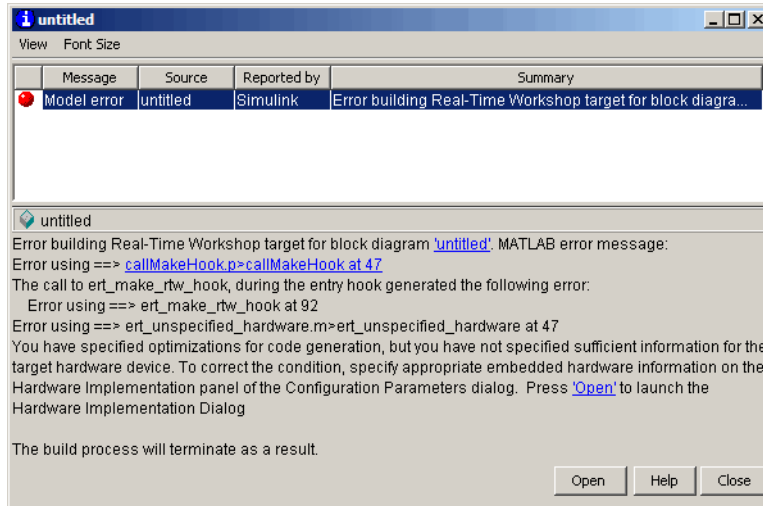 untitled
View Font Size
Message Source Reported by Summary
Model error untitled Simulink Error building Real-Time Workshop target for block diagra...
untitled
Error building Real-Time Workshop target for block diagram 'untitled'. MATLAB error message:
Error using ==> callMakeHook.p>callMakeHook at 47
The call to ert_make_rtw_hook, during the entry hook generated the following error:
Error using ==> ert_make_rtw_hook at 92
Error using ==> ert_unspecified_hardware.m>ert_unspecified_hardware at 47
You have specified optimizations for code generation, but you have not specified sufficient information for the
target hardware device. To correct the condition, specify appropriate embedded hardware information on the
Hardware Implementation panel of the Configuration Parameters dialog. Press 'Open' to launch the
Hardware Implementation Dialog
The build process will terminate as a result.
Open Help Close